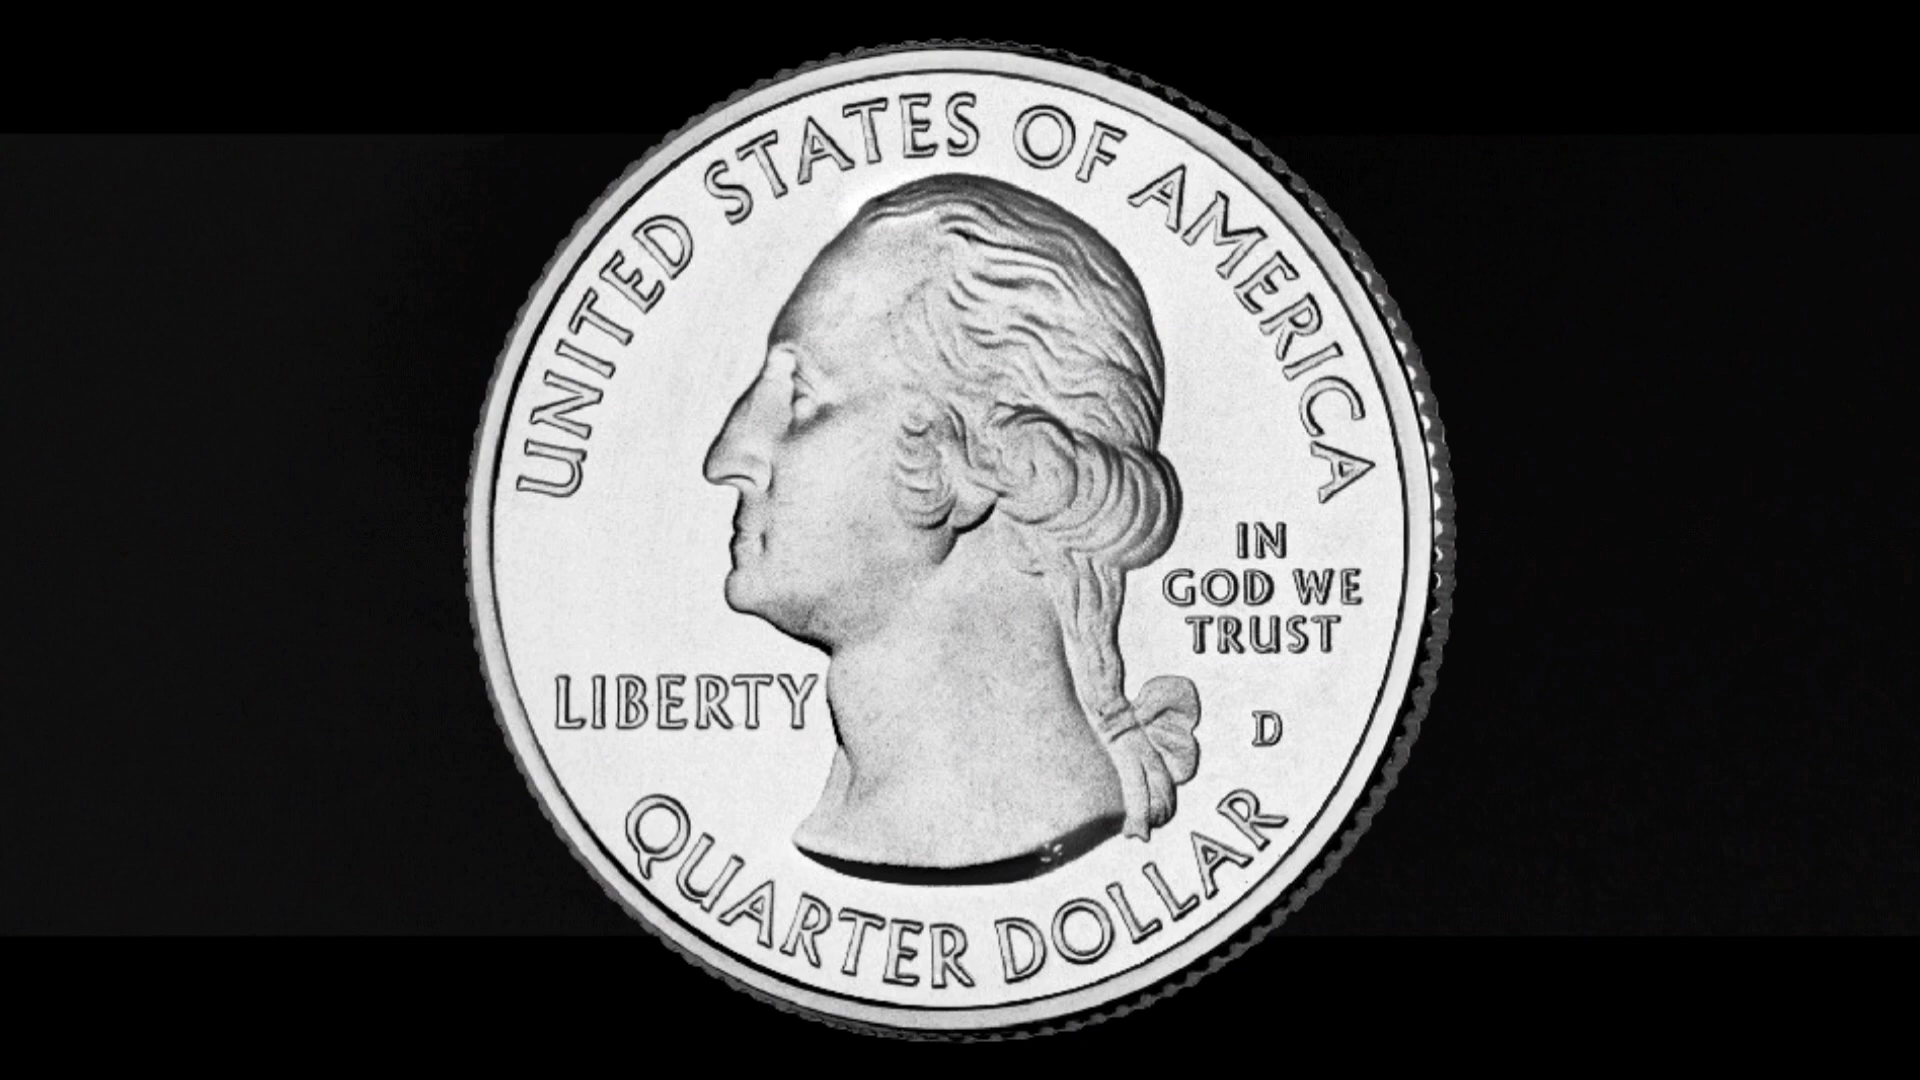 UNITED STATES OF AMERICA
IN
GOD WE
TRUST
LIBERTY
D
QUARTER DOLLAR